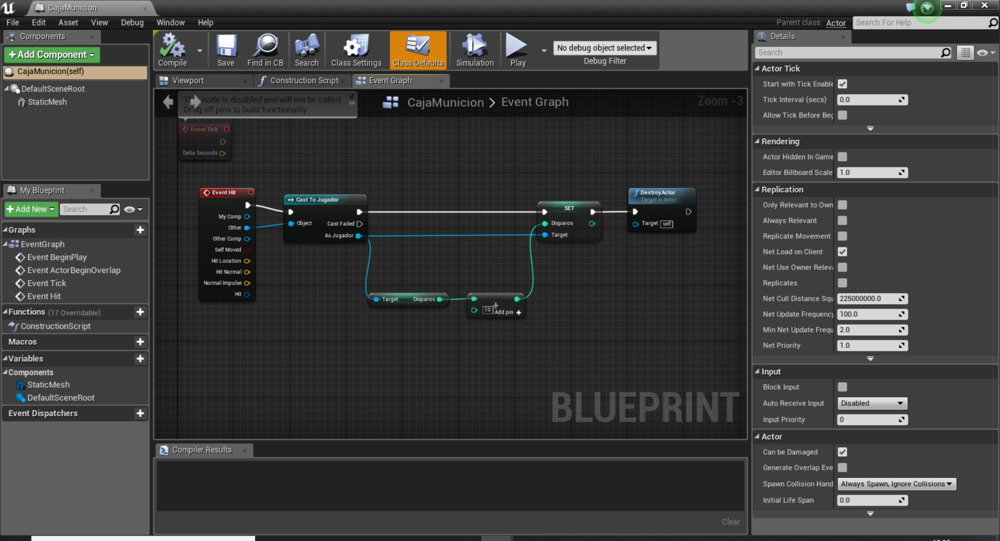 CajaMunicion
File Edit Asset View Debug Window Help
Parent class: Actor
Search For Help
Components
+Add Component
CajaMunicion(self)
DefaultSceneRoot
StaticMesh
Compile
Save
Find in CB
Search
Class Settings
Class Defaults
Simulation
Play
No debug object selected
Debug Filter
Viewport
Construction Script
Event Graph
node is disabled and will not be called.
Drag off pins to build functionality.
CajaMunicion > Event Graph
Zoom -3
Event Tick
Delta Seconds
Event Hit
My Comp
Other
Other Comp
Self Moved
Hit Location
Hit Normal
Normal Impulse
Hit
Cast To Jugador
Object
Cast Failed
As Jugador
Target
Disparos
10
Add pin +
SET
Disparos
Target
DestroyActor
Target is Actor
Target self
BLUEPRINT
My Blueprint
+Add New
Search
Graphs
EventGraph
Event BeginPlay
Event ActorBeginOverlap
Event Tick
Event Hit
Functions (17 Overridable)
ConstructionScript
Macros
Variables
Components
StaticMesh
DefaultSceneRoot
Event Dispatchers
Compiler Results
Clear
Details
Search
Actor Tick
Start with Tick Enable
Tick Interval (secs) 0.0
Allow Tick Before Beg
Rendering
Actor Hidden In Game
Editor Billboard Scale 1.0
Replication
Only Relevant to Own
Always Relevant
Replicate Movement
Net Load on Client
Net Use Owner Releva
Replicates
Net Cull Distance Squ 225000000.0
Net Update Frequency 100.0
Min Net Update Frequ 2.0
Net Priority 1.0
Input
Block Input
Auto Receive Input Disabled
Input Priority 0
Actor
Can be Damaged
Generate Overlap Eve
Spawn Collision Hand Always Spawn, Ignore Collisions
Initial Life Span 0.0